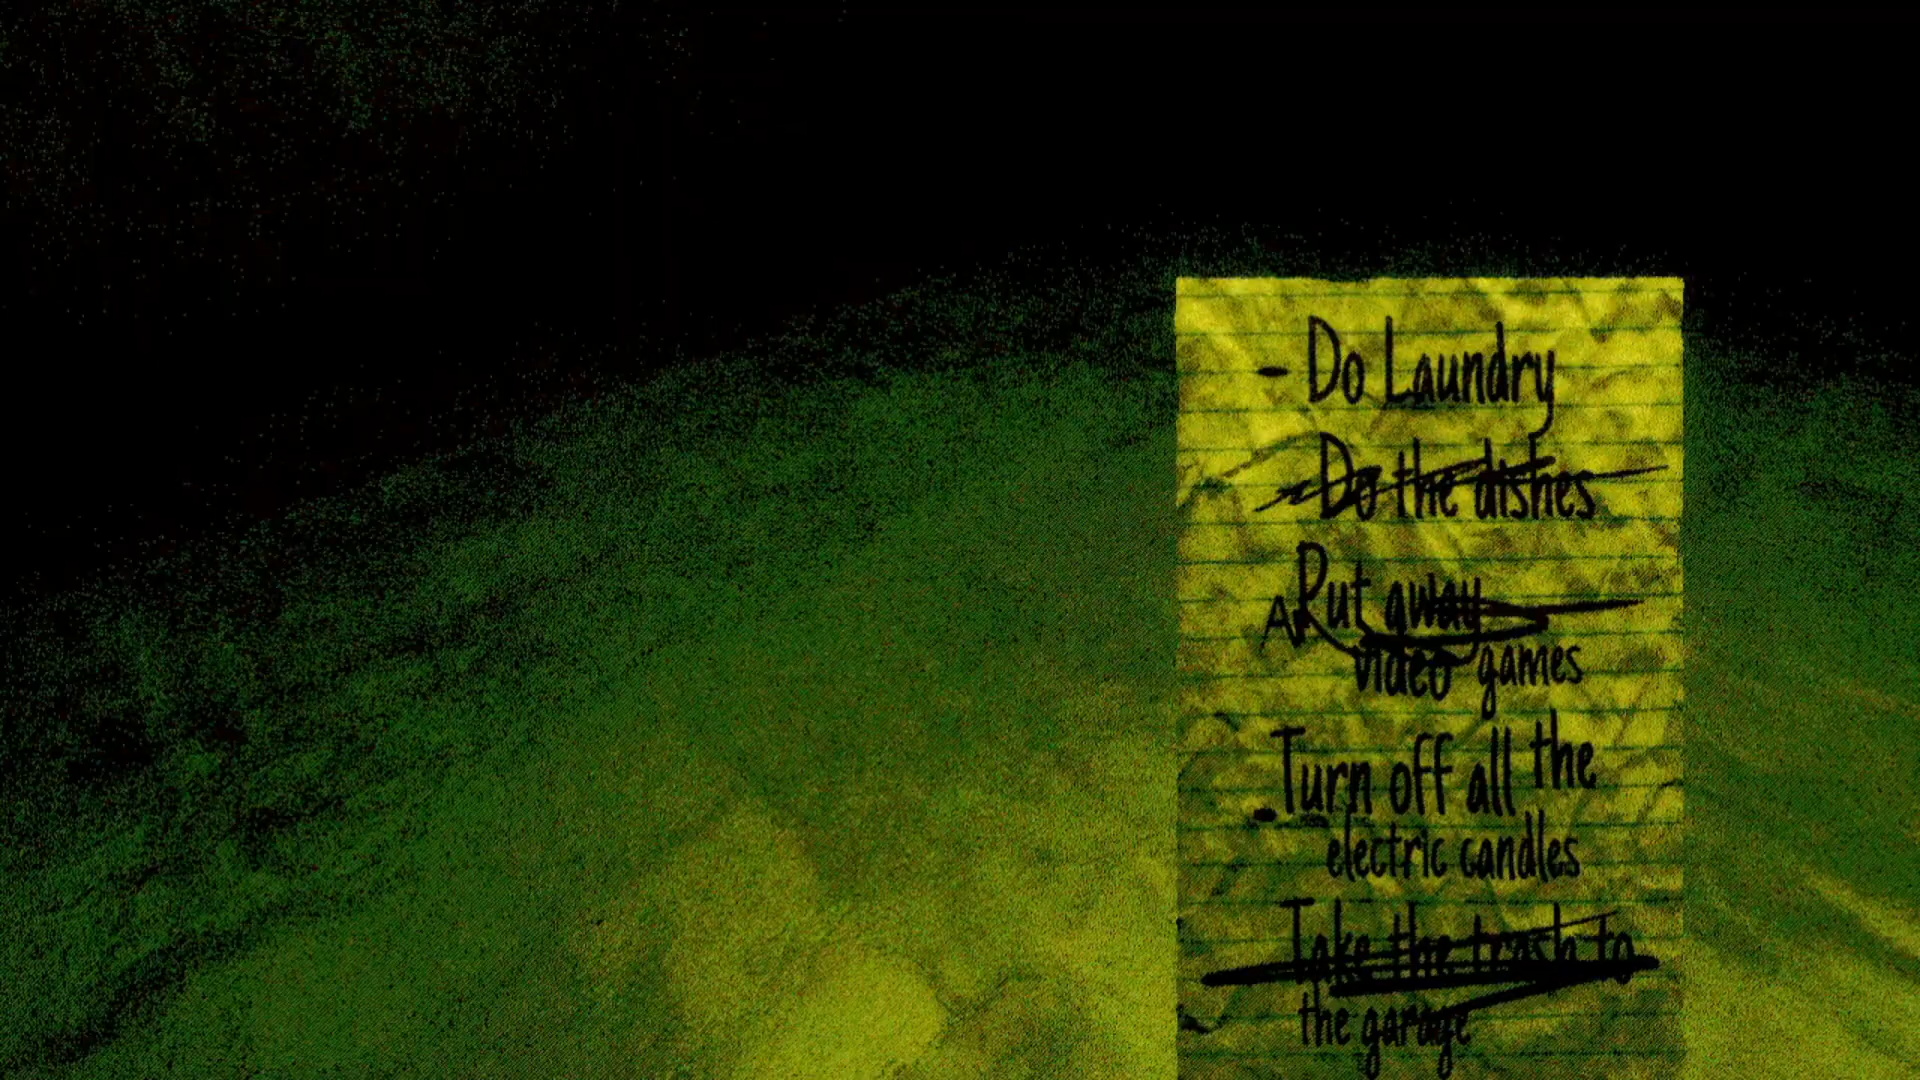 - Do Laundry
- Do the dishes
Put away
video games
- Turn off all the
electric candles
Take the trash to
the garage